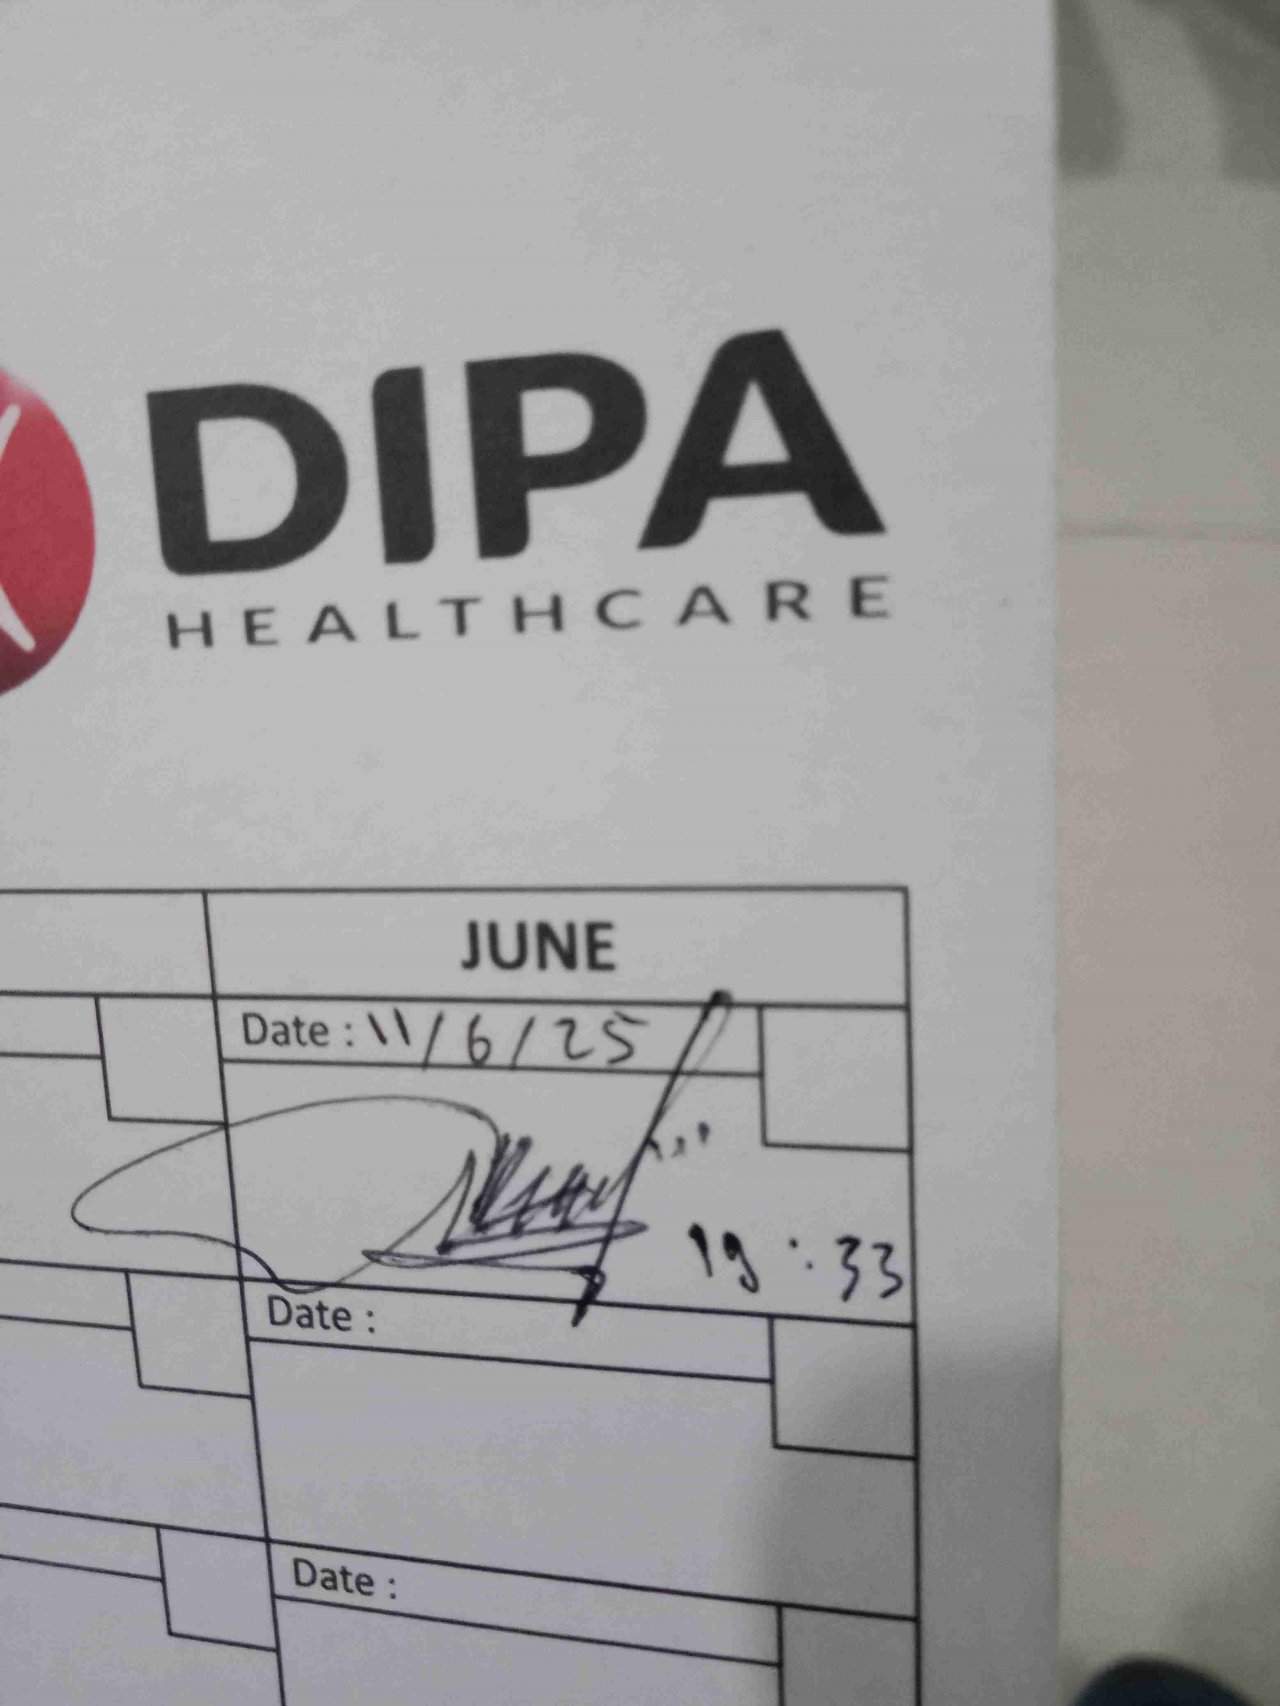 DIPA
HEALTHCARE
JUNE
Date : 11/6/25
19 : 33
Date :
Date :